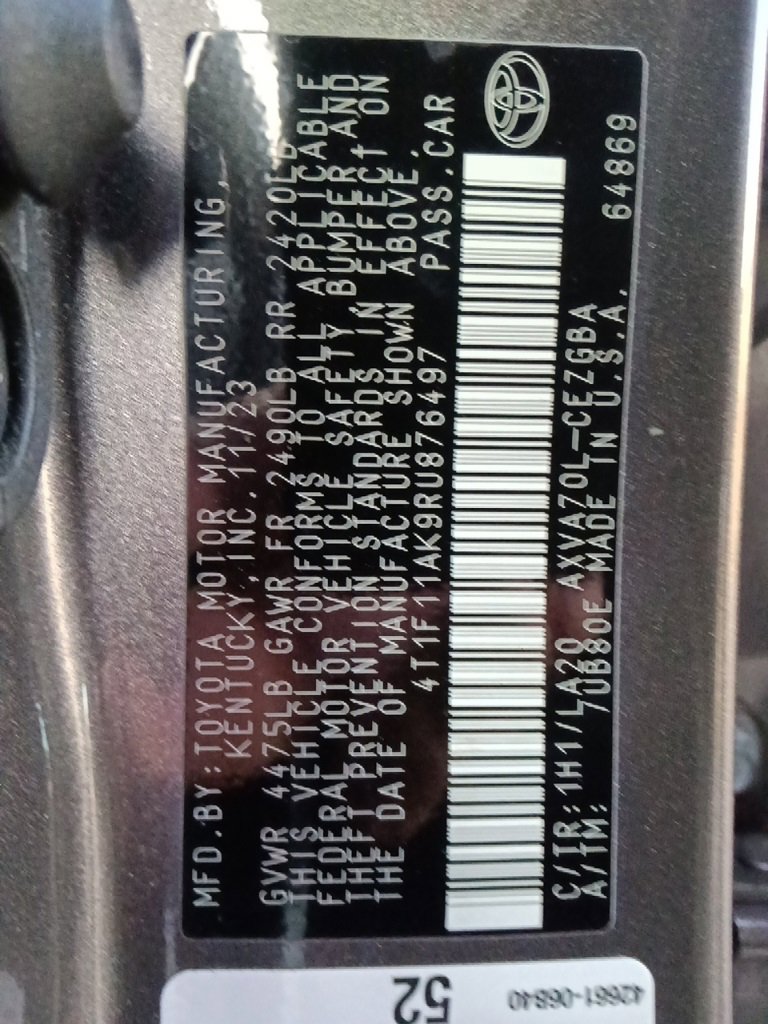 MFD.BY:TOYOTA MOTOR MANUFACTURING,
KENTUCKY,INC. 11/23
GVWR 4475LB GAWR FR 2490LB RR 2420LB
THIS VEHICLE CONFORMS TO ALL APPLICABLE
FEDERAL MOTOR VEHICLE SAFETY, BUMPER AND
THEFT PREVENTION STANDARDS IN EFFECT ON
THE DATE OF MANUFACTURE SHOWN ABOVE.
4T1F11AK9RU876497 PASS.CAR
C/TR:1H1/LA20 AXVA70L-CEZGBA
A/TM: /UB80E MADE IN U.S.A. 64869
52
42661-06840